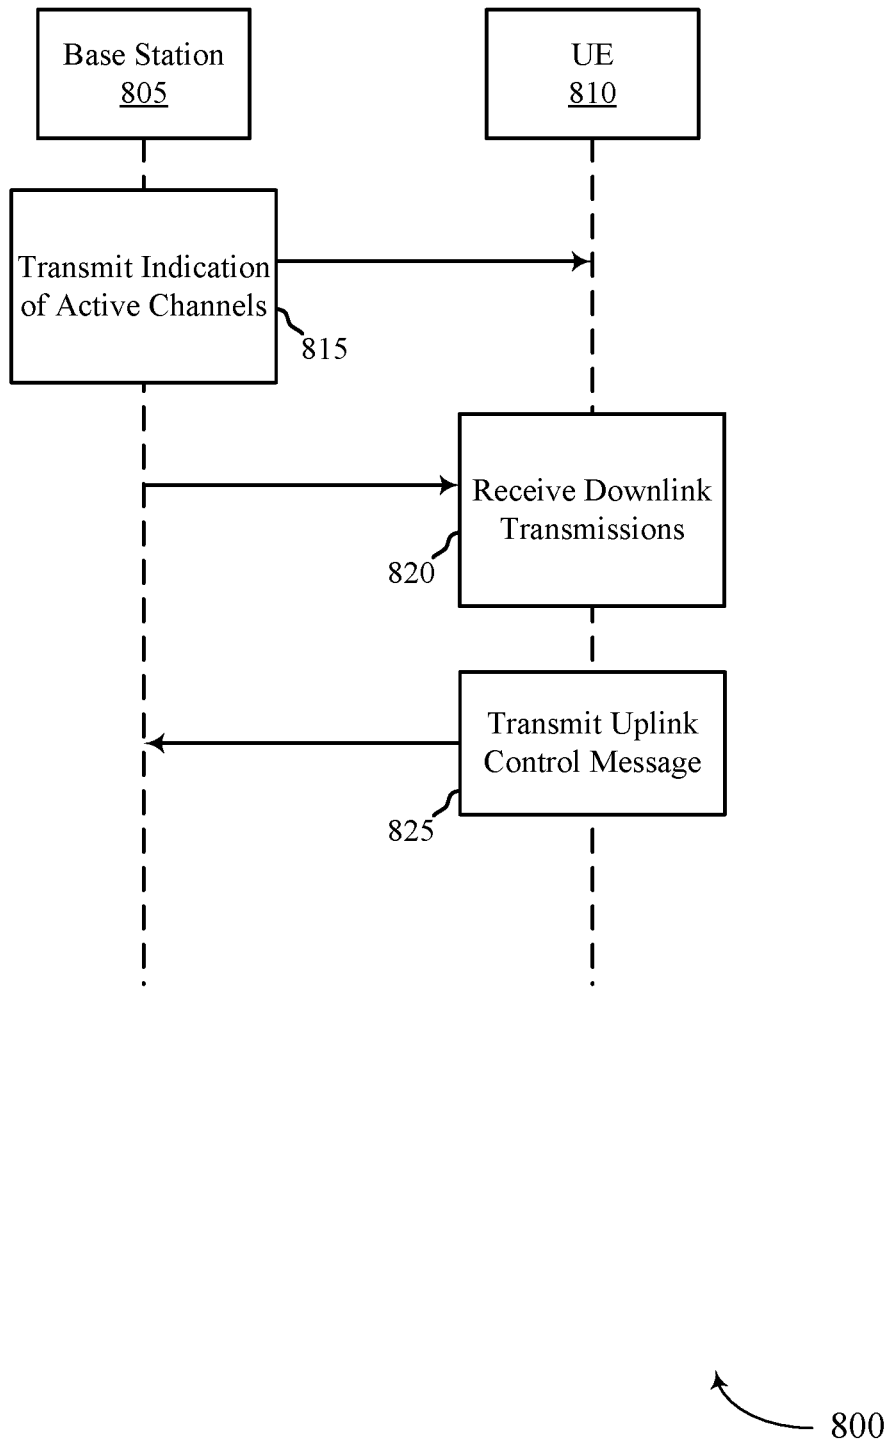 Base Station
805
UE
810
Transmit Indication
of Active Channels
815
Receive Downlink
Transmissions
820
Transmit Uplink
Control Message
825
800